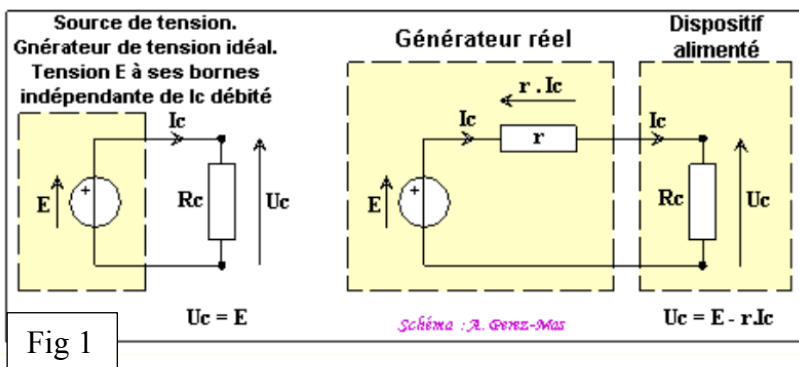 Source de tension.
Gnérateur de tension idéal.
Tension E à ses bornes
indépendante de Ic débité
Ic
E
+
Rc
Uc
Uc = E
Générateur réel
r . Ic
Ic
r
Ic
E
+
Schéma : A. Gerez-Mas
Dispositif
alimenté
Rc
Uc
Uc = E - r.Ic
Fig 1